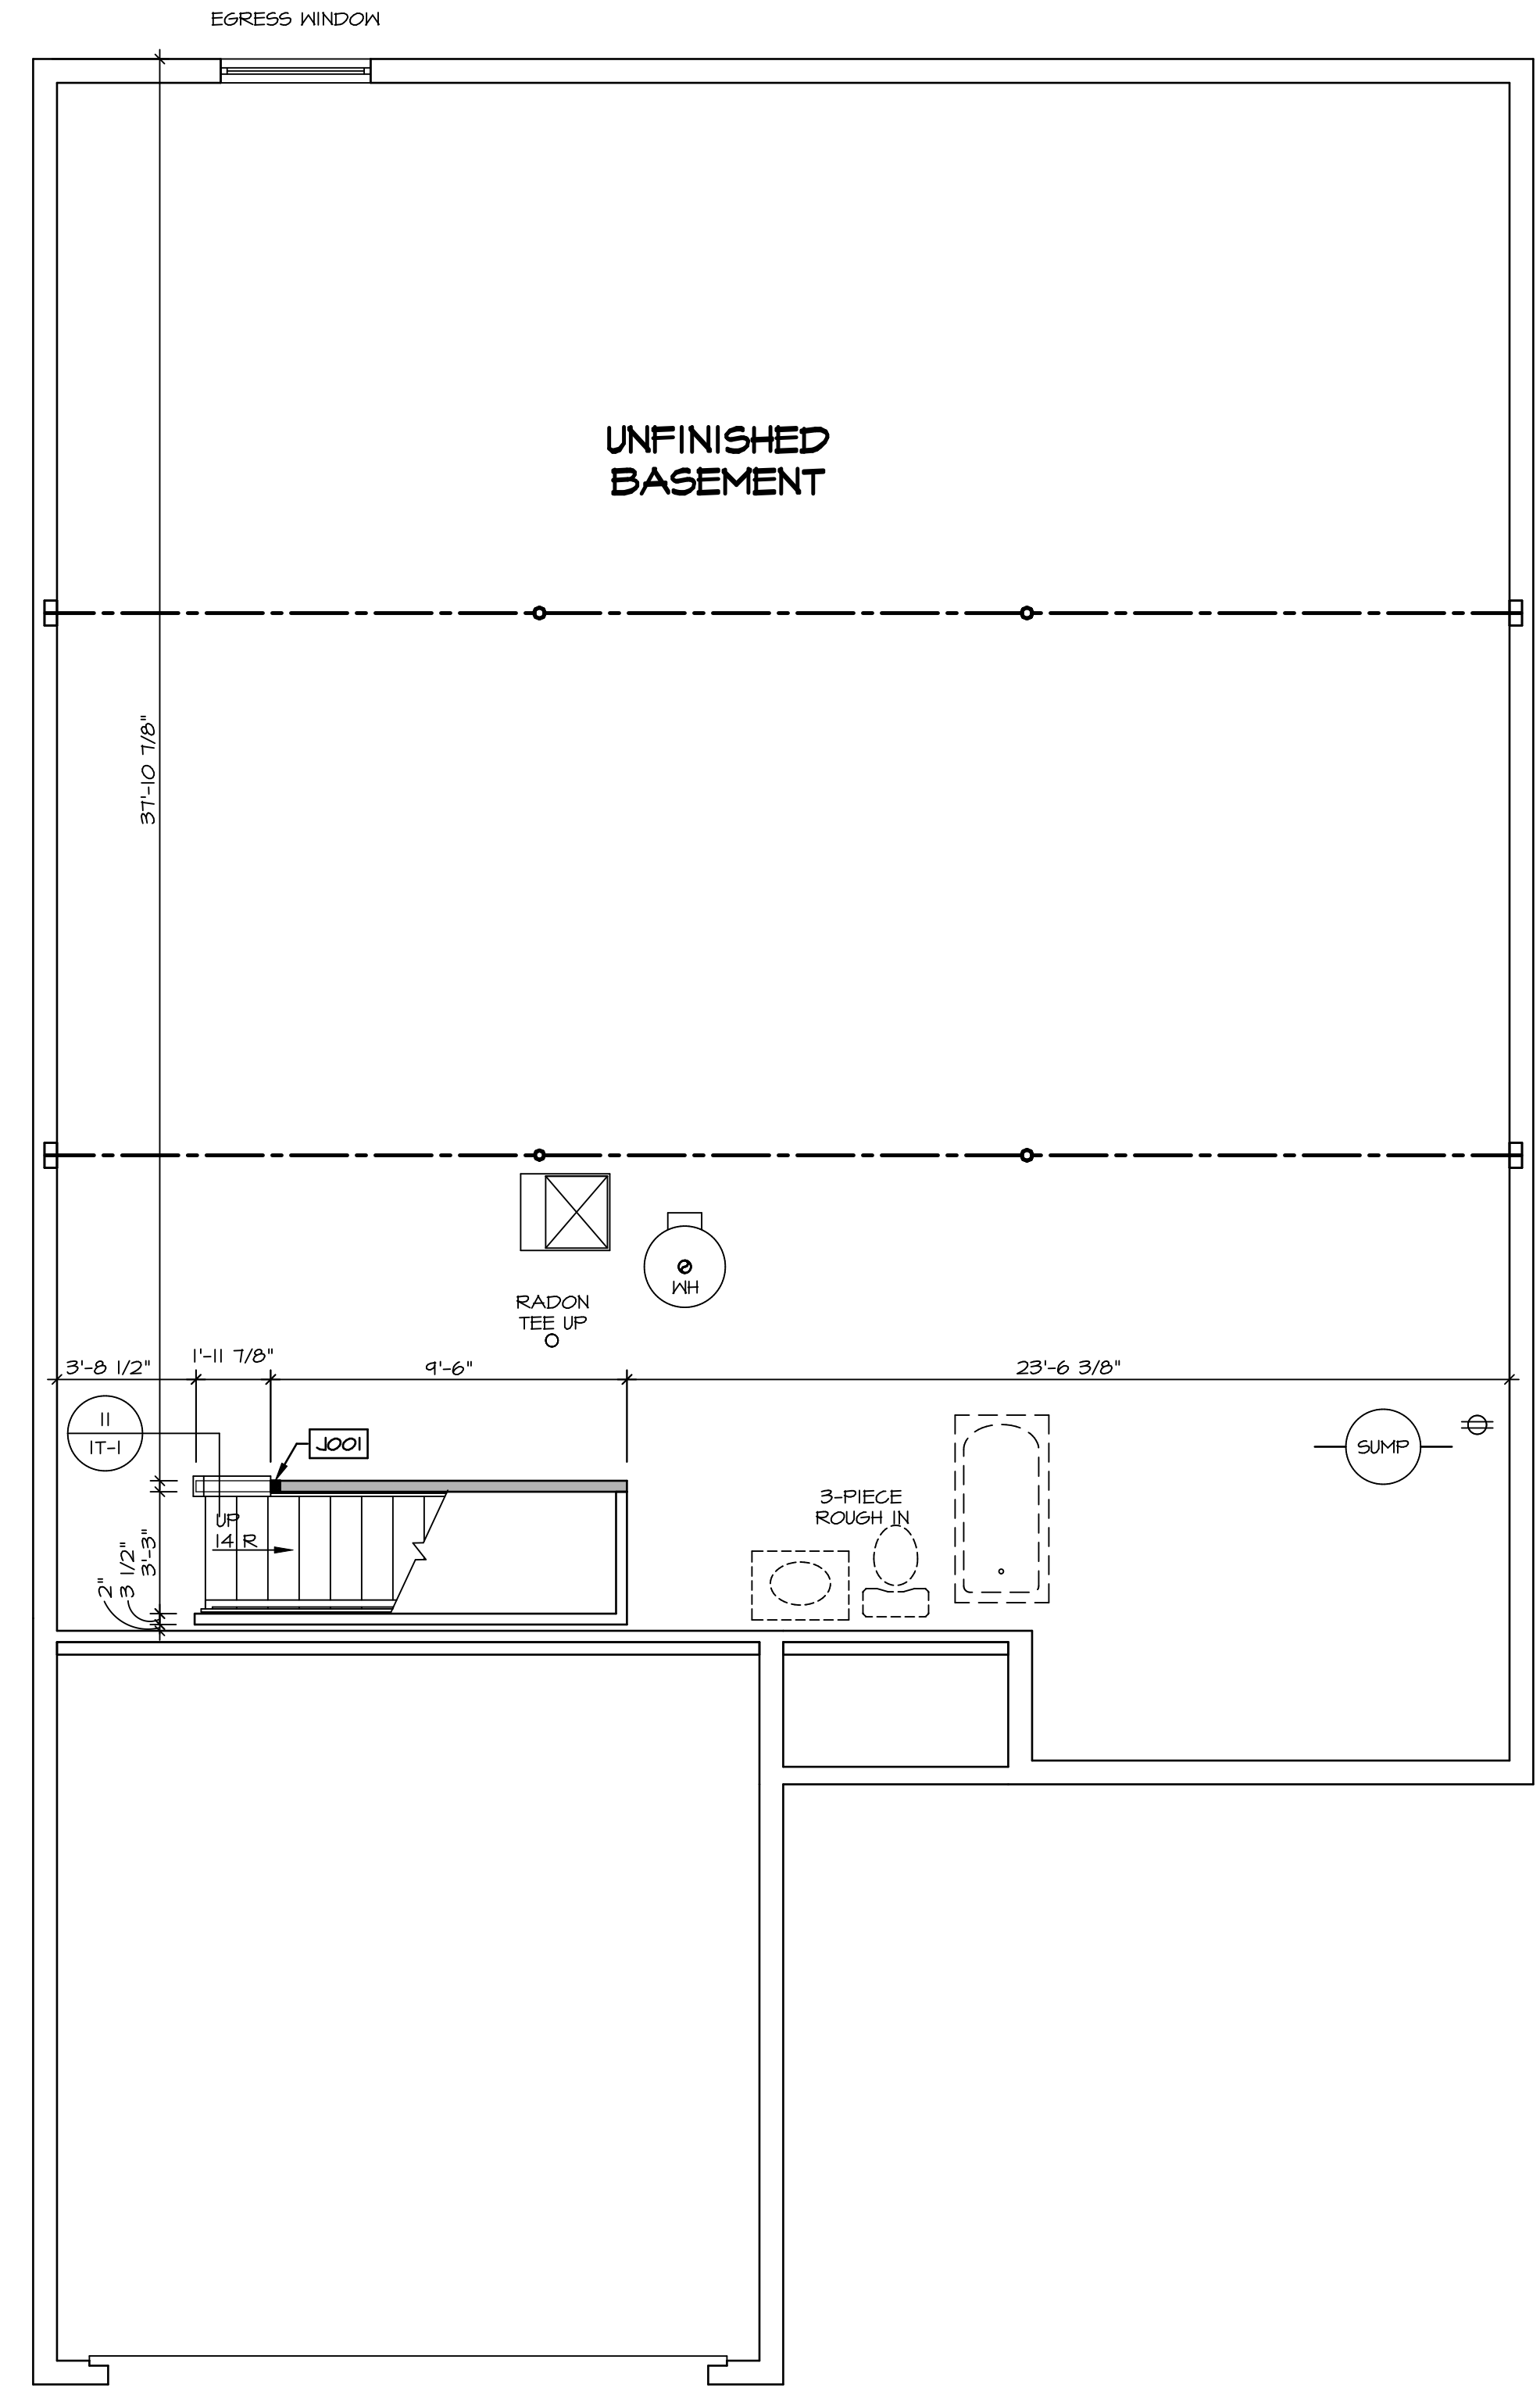 EGRESS WINDOW
UNFINISHED
BASEMENT
37'-10 7/8"
WH
RADON
TEE UP
3'-8 1/2"
1'-11 7/8"
9'-6"
23'-6 3/8"
11
1T-1
J001
SUMP
3-PIECE
ROUGH IN
UP
14 R
2"
3 1/2"
3'-3"